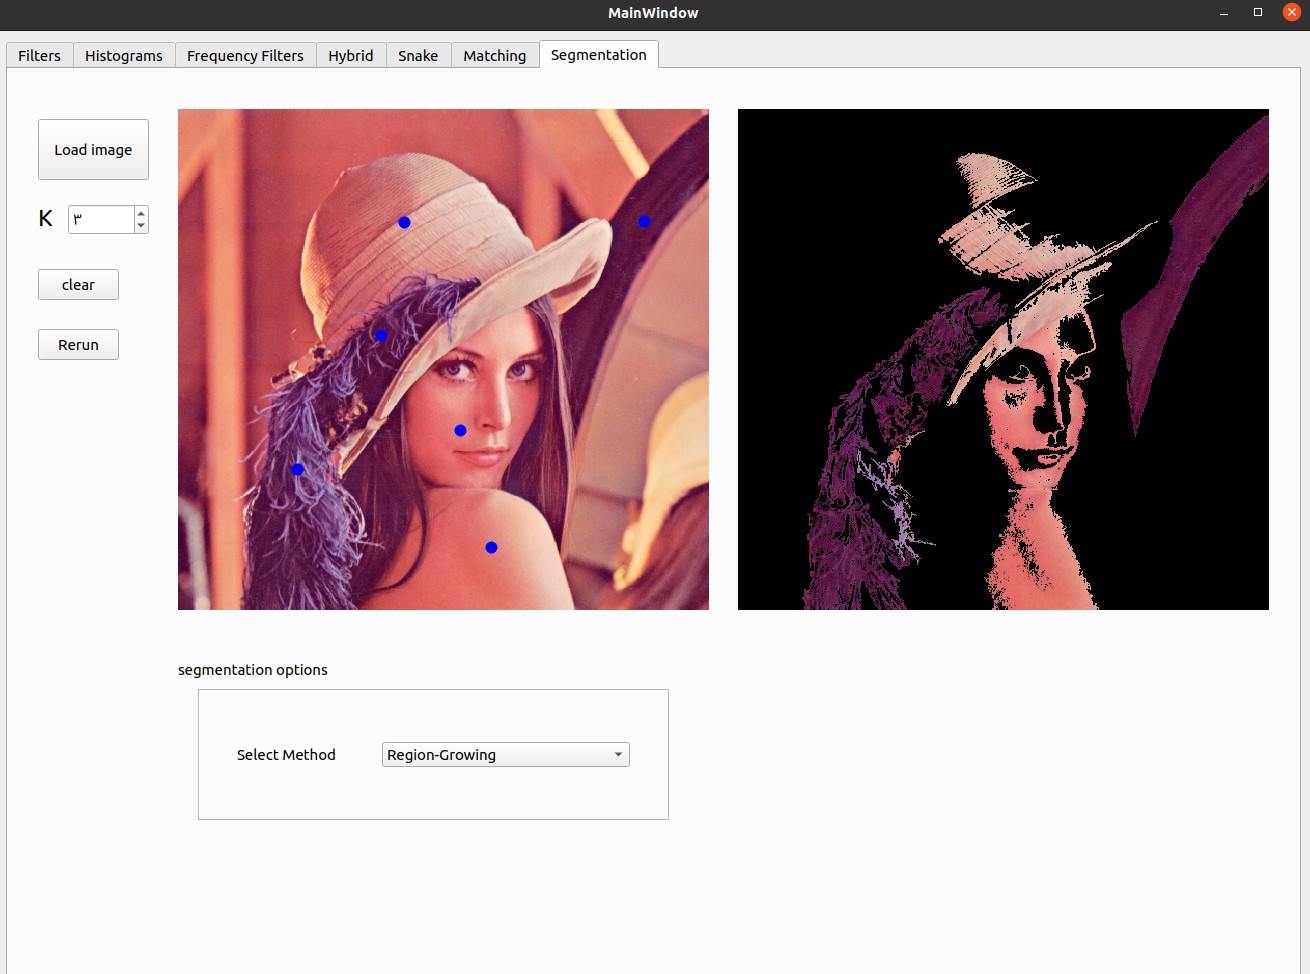 MainWindow
Filters Histograms Frequency Filters Hybrid Snake Matching Segmentation
Load image
K ٣
clear
Rerun
segmentation options
Select Method Region-Growing